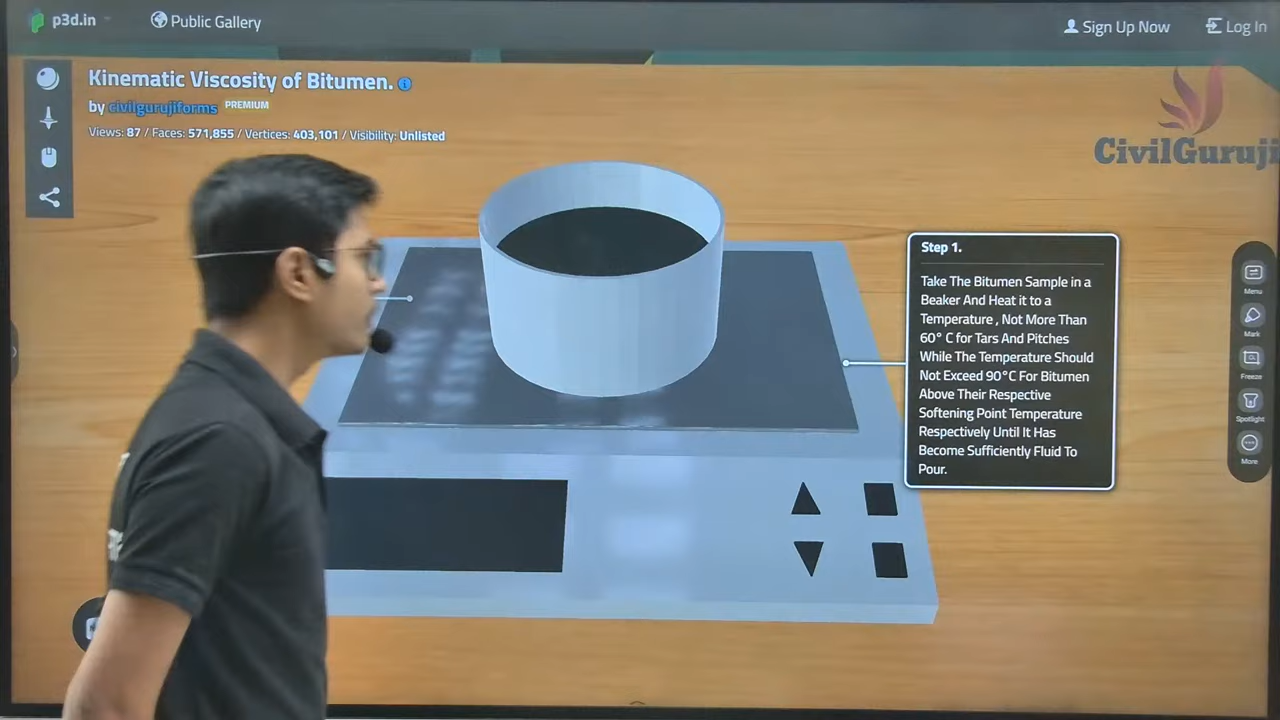 p3d.in
Public Gallery
Sign Up Now
Log In
Kinematic Viscosity of Bitumen.
by civilgurujiforms PREMIUM
Views: 87 / Faces: 571,855 / Vertices: 403,101 / Visibility: Unlisted
CivilGuruji
Step 1.
Take The Bitumen Sample in a
Beaker And Heat it to a
Temperature , Not More Than
60° C for Tars And Pitches
While The Temperature Should
Not Exceed 90°C For Bitumen
Above Their Respective
Softening Point Temperature
Respectively Until It Has
Become Sufficiently Fluid To
Pour.
Menu
Mark
Freeze
Spotlight
More